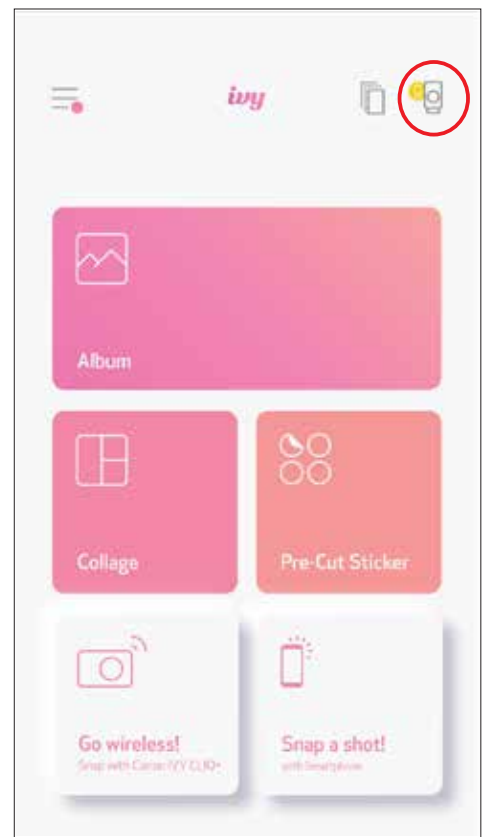 ivy
Album
Collage
Pre-Cut Sticker
Go wireless!
Snap with Canon IVY CLIQ+
Snap a shot!
with Smartphone